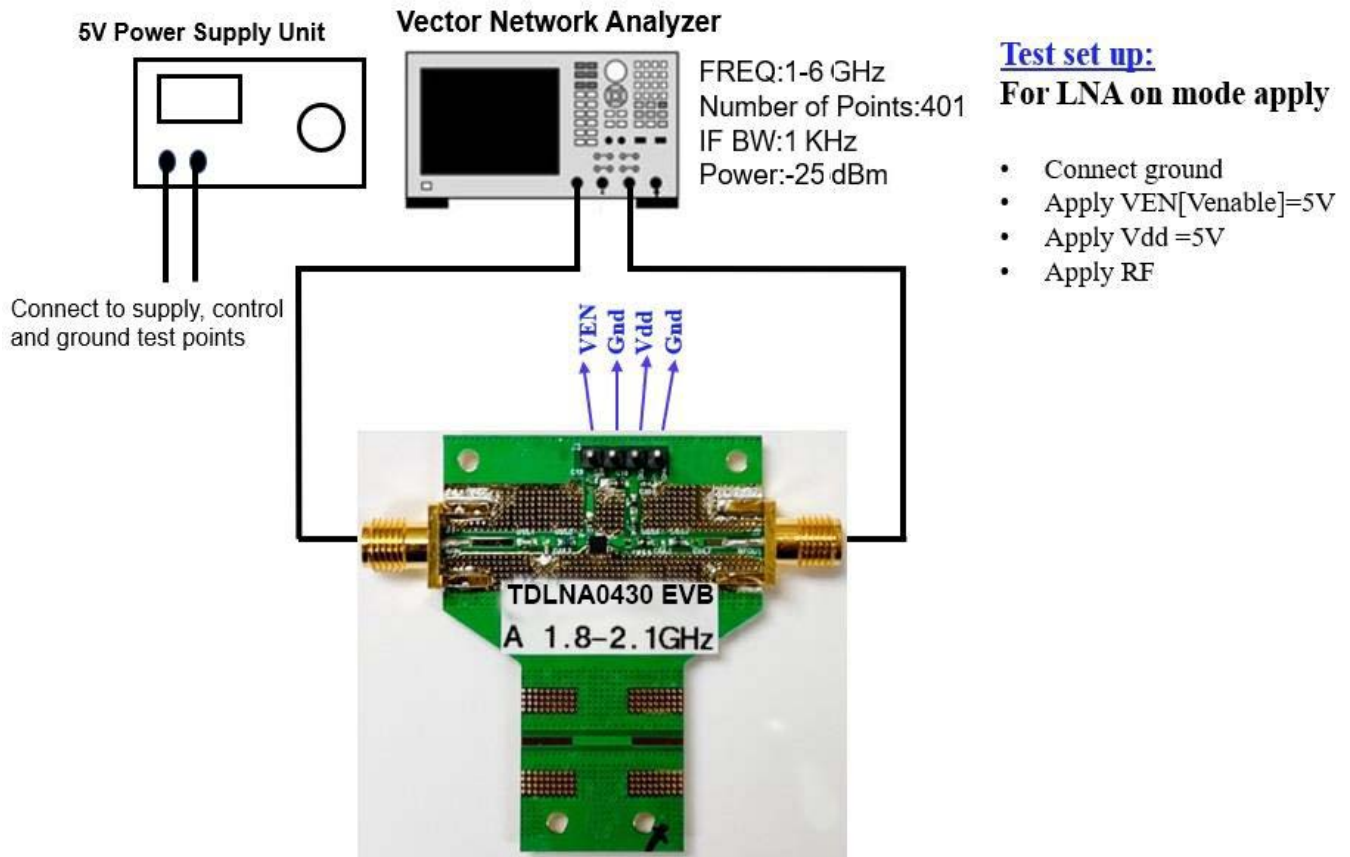 5V Power Supply Unit
Vector Network Analyzer
FREQ:1-6 GHz
Number of Points:401
IF BW:1 KHz
Power:-25 dBm
Test set up:
For LNA on mode apply
• Connect ground
• Apply VEN[Venable]=5V
• Apply Vdd =5V
• Apply RF
Connect to supply, control
and ground test points
VEN
Gnd
Vdd
Gnd
TDLNA0430 EVB
A 1.8-2.1GHz